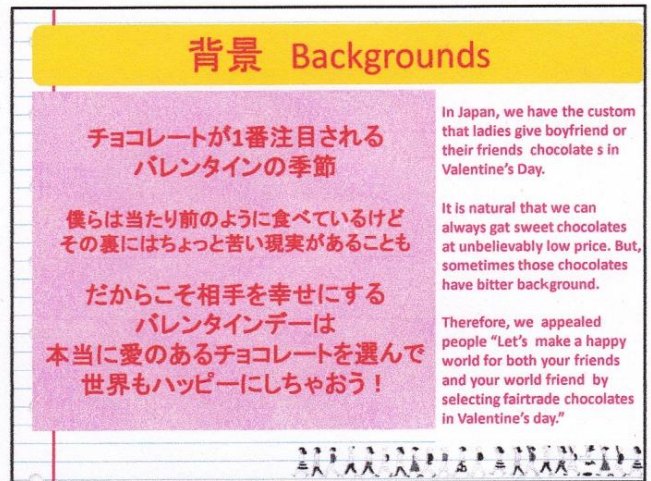 背景 Backgrounds
チョコレートが1番注目される
バレンタインの季節
僕らは当たり前のように食べているけど
その裏にはちょっと苦い現実があることも
だからこそ相手を幸せにする
バレンタインデーは
本当に愛のあるチョコレートを選んで
世界もハッピーにしちゃおう！
In Japan, we have the custom
that ladies give boyfriend or
their friends chocolate s in
Valentine's Day.
It is natural that we can
always gat sweet chocolates
at unbelievably low price. But,
sometimes those chocolates
have bitter background.
Therefore, we appealed
people “Let's make a happy
world for both your friends
and your world friend by
selecting fairtrade chocolates
in Valentine's day.”